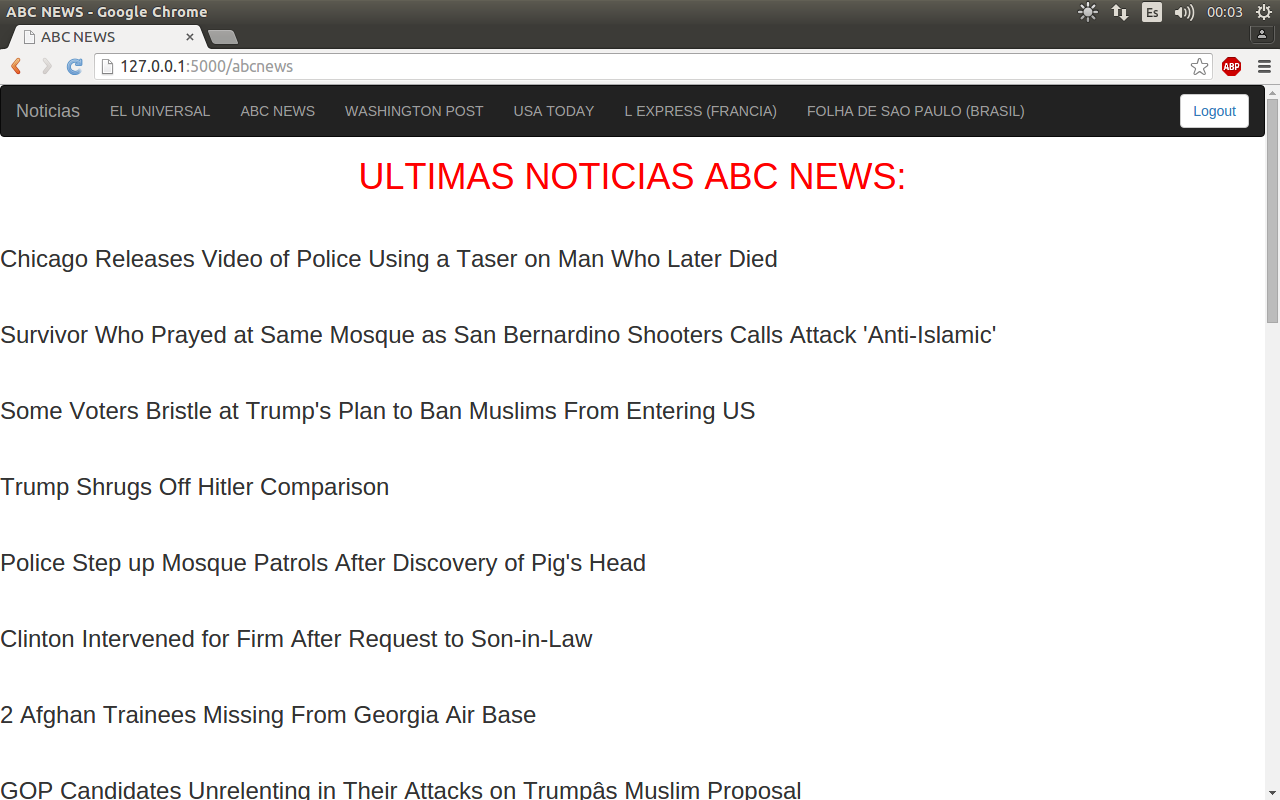 ABC NEWS - Google Chrome
Es
00:03
ABC NEWS
127.0.0.1:5000/abcnews
ABP
Noticias
EL UNIVERSAL
ABC NEWS
WASHINGTON POST
USA TODAY
L EXPRESS (FRANCIA)
FOLHA DE SAO PAULO (BRASIL)
Logout
ULTIMAS NOTICIAS ABC NEWS:
Chicago Releases Video of Police Using a Taser on Man Who Later Died
Survivor Who Prayed at Same Mosque as San Bernardino Shooters Calls Attack 'Anti-Islamic'
Some Voters Bristle at Trump's Plan to Ban Muslims From Entering US
Trump Shrugs Off Hitler Comparison
Police Step up Mosque Patrols After Discovery of Pig's Head
Clinton Intervened for Firm After Request to Son-in-Law
2 Afghan Trainees Missing From Georgia Air Base
GOP Candidates Unrelenting in Their Attacks on Trumpâs Muslim Proposal